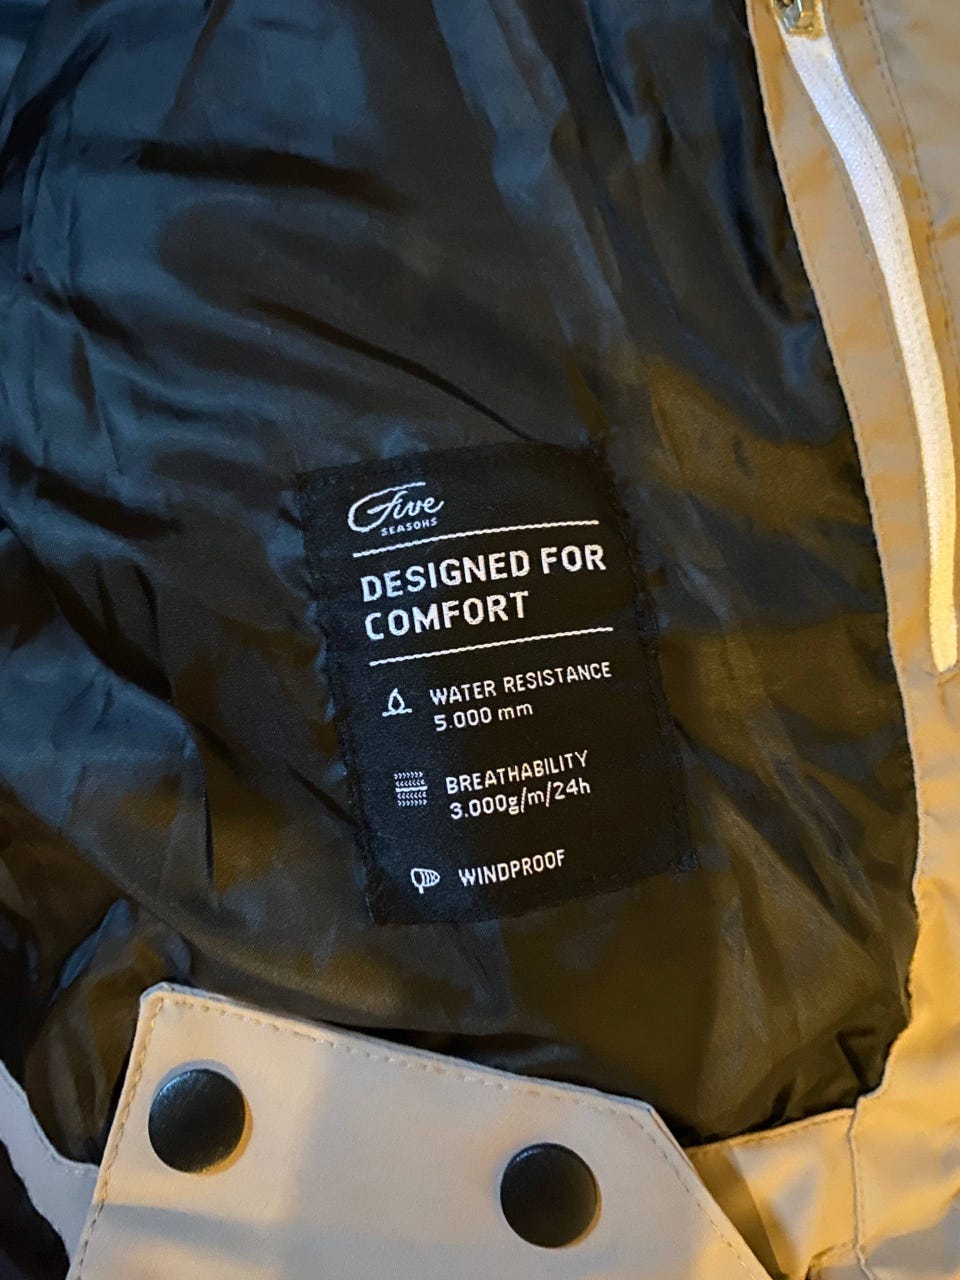 Five
SEASONS
DESIGNED FOR
COMFORT
WATER RESISTANCE
5.000 mm
BREATHABILITY
3.000g/m/24h
WINDPROOF